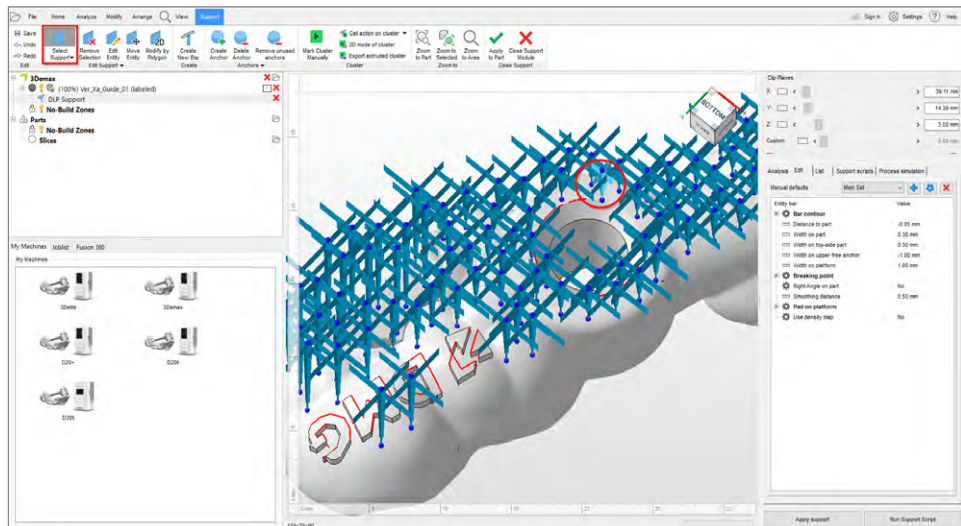 File Home Analyze Modify Arrange View Support Sign in Settings ? Help
Save
Undo
Redo
Edit
Select Support
Remove Selection
Edit Entity
Move Entity
2D
Modify by Polygon
Edit Support
Create New Bar
Create
Create Anchor
Delete Anchor
Remove unused anchors
Anchors
Mark Cluster Manually
Call action on cluster
2D mode of cluster
Export extruded cluster
Cluster
Zoom to Part
Zoom to Selected
Zoom to Area
Zoom to
Apply to Part
Close Support Module
Close Support
3Demax
(100%) Ver_Xa_Guide_01 (labeled)
DLP Support
No-Build Zones
Parts
No-Build Zones
Slices
My Machines Joblist Fusion 360
My Machines
3Delite
3Demax
D20+
BOTTOM
Clip Planes
X: 39.11 mm
Y: 14.39 mm
Z: 3.00 mm
Custom 0.00 mm
Analysis Edit List Support scripts Process simulation
Manual defaults Main Set
Entity bar Value
Bar contour
Distance to part -0.05 mm
Width on part 0.30 mm
Width on top-side part 0.30 mm
Width on upper free anchor -1.00 mm
Width on platform 1.00 mm
Breaking point
Right Angle on part No
Smoothing distance 0.50 mm
Pad on platforms
Use density map No
Apply support Run Support Script